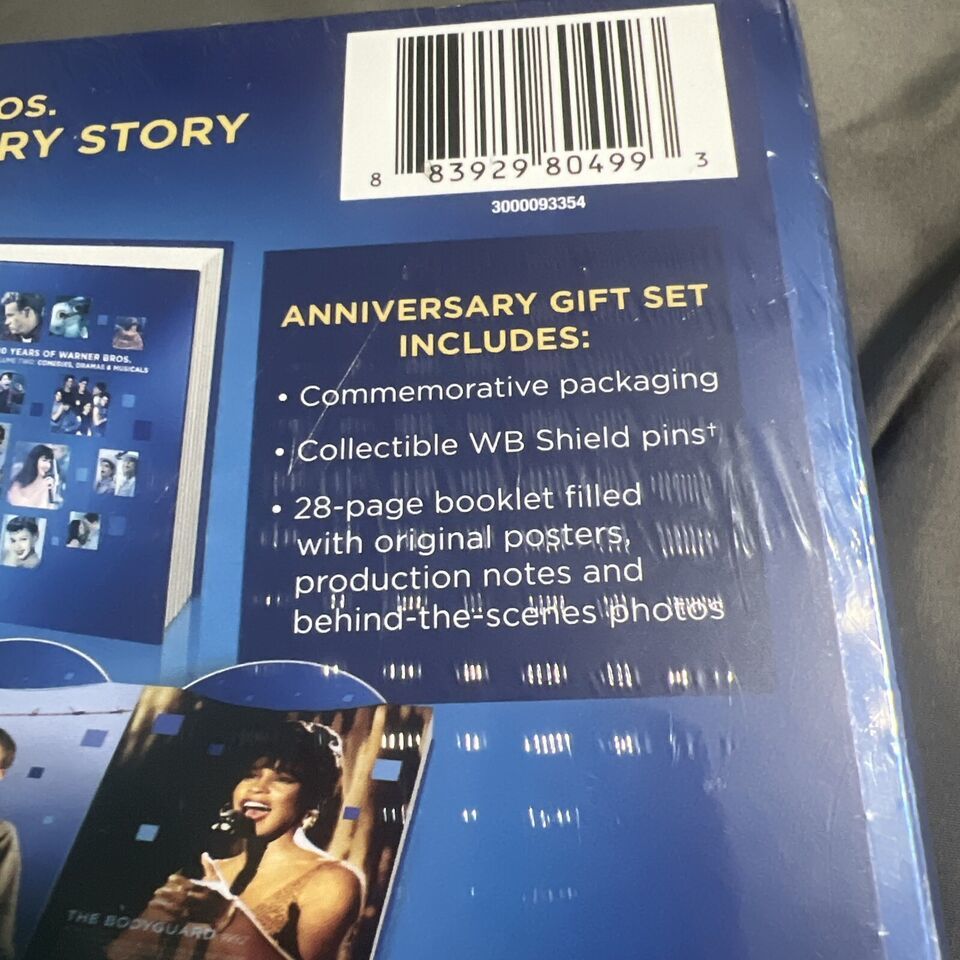 OS.
RY STORY
8 83929 80499 3
3000093354
0 YEARS OF WARNER BROS.
LUME TWO: COMEDIES, DRAMAS & MUSICALS
ANNIVERSARY GIFT SET
INCLUDES:
• Commemorative packaging
• Collectible WB Shield pins†
• 28-page booklet filled
with original posters,
production notes and
behind-the-scenes photos
THE BODYGUARD